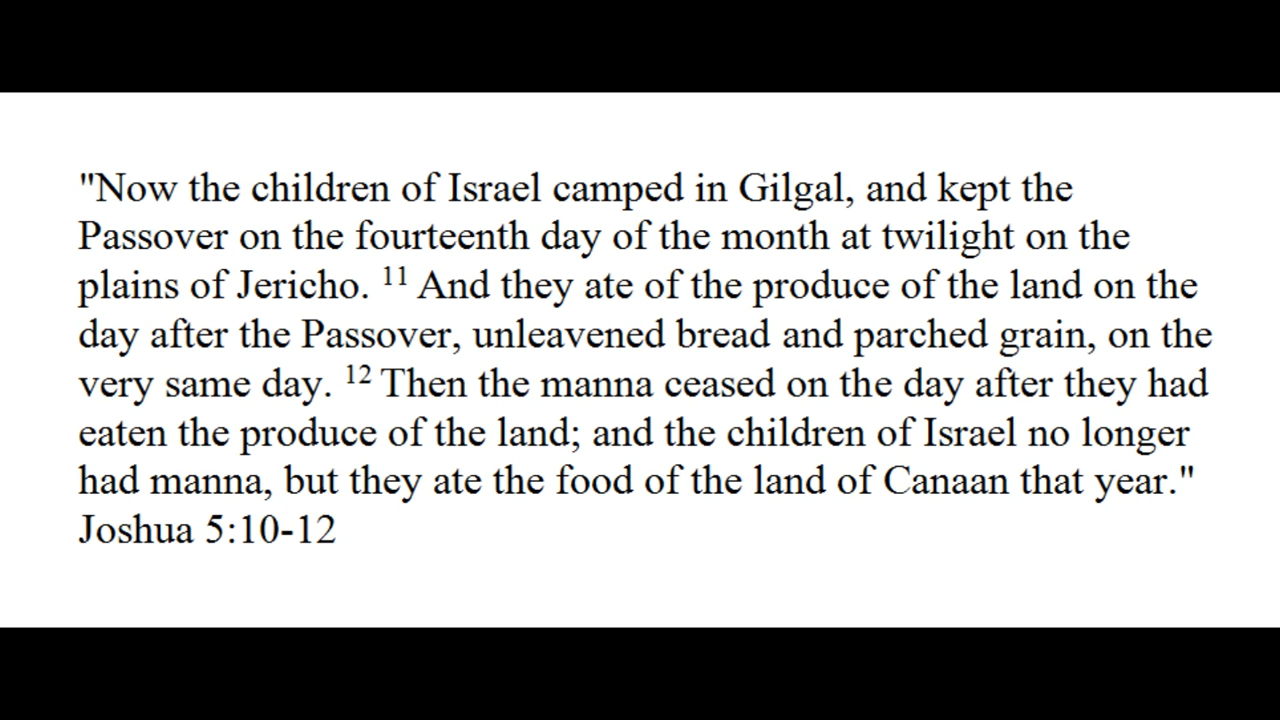 "Now the children of Israel camped in Gilgal, and kept the
Passover on the fourteenth day of the month at twilight on the
plains of Jericho. 11 And they ate of the produce of the land on the
day after the Passover, unleavened bread and parched grain, on the
very same day. 12 Then the manna ceased on the day after they had
eaten the produce of the land; and the children of Israel no longer
had manna, but they ate the food of the land of Canaan that year."
Joshua 5:10-12